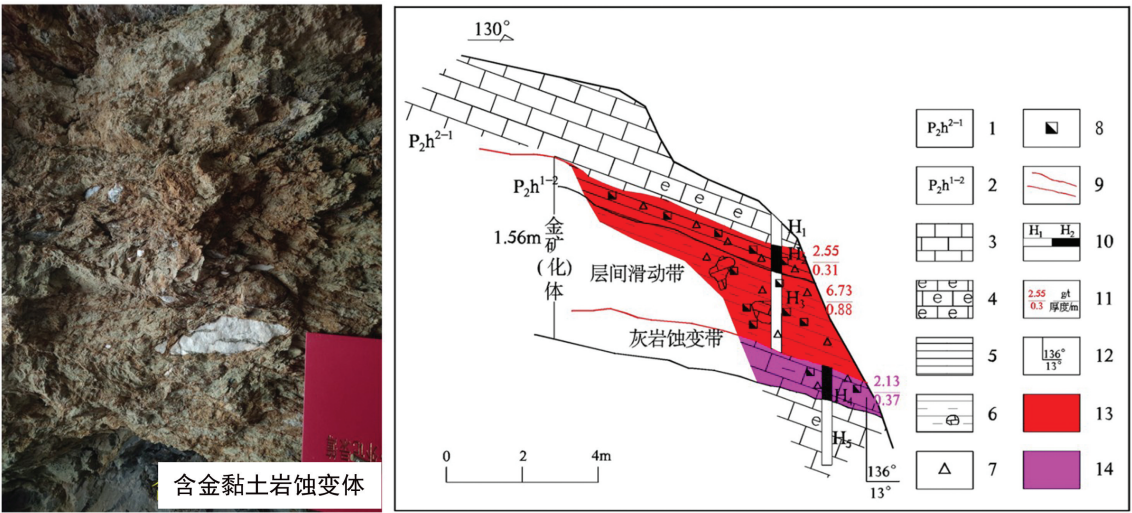 含金黏土岩蚀变体
130°
P₂h²⁻¹
P₂h¹⁻²
1.56m
金矿(化)体
层间滑动带
灰岩蚀变带
H₁
H₃
H₄
H₅
2.55
0.31
6.73
0.88
2.13
0.37
136°
13°
0 2 4m
P₂h²⁻¹ 1
P₂h¹⁻² 2
3
4
5
6
7
8
9
H₁ H₂ 10
2.55 g/t
0.3 厚度/m
11
136°
13°
12
13
14
e e e
e
e e
e e
e